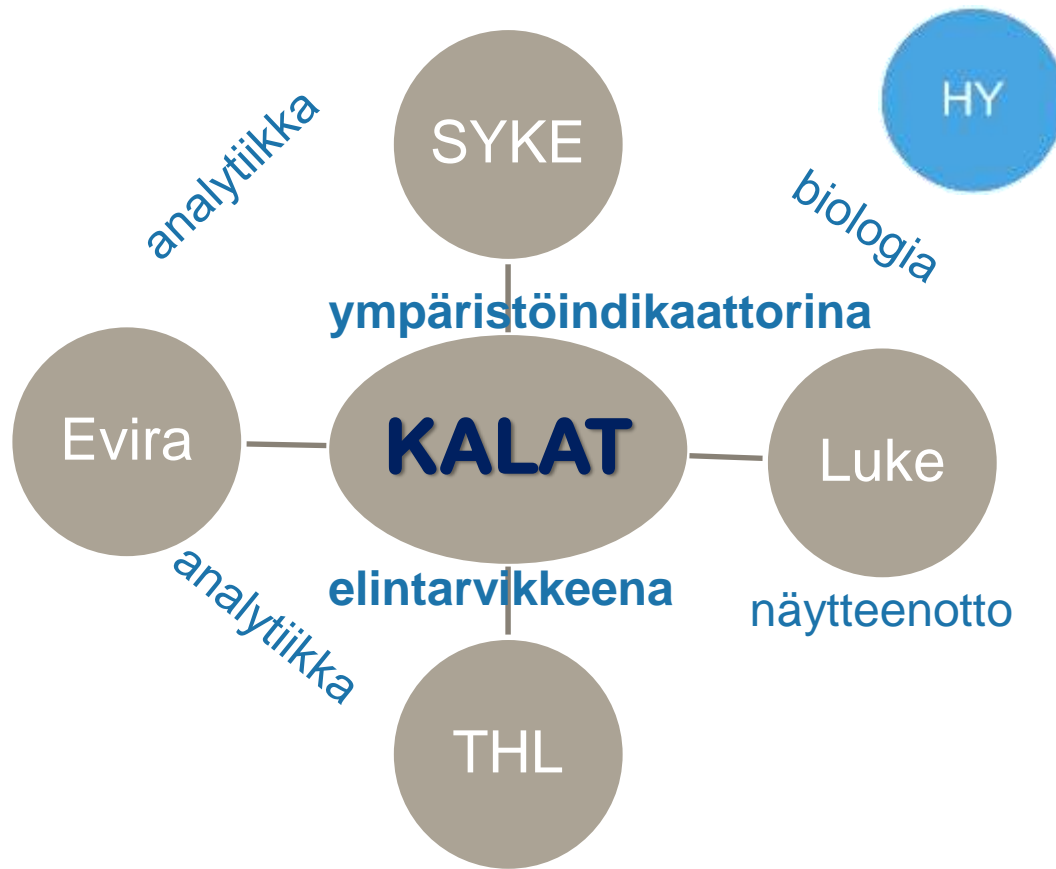 SYKE
HY
analytiikka
biologia
ympäristöindikaattorina
Evira
KALAT
Luke
elintarvikkeena
analytiikka
näytteenotto
THL